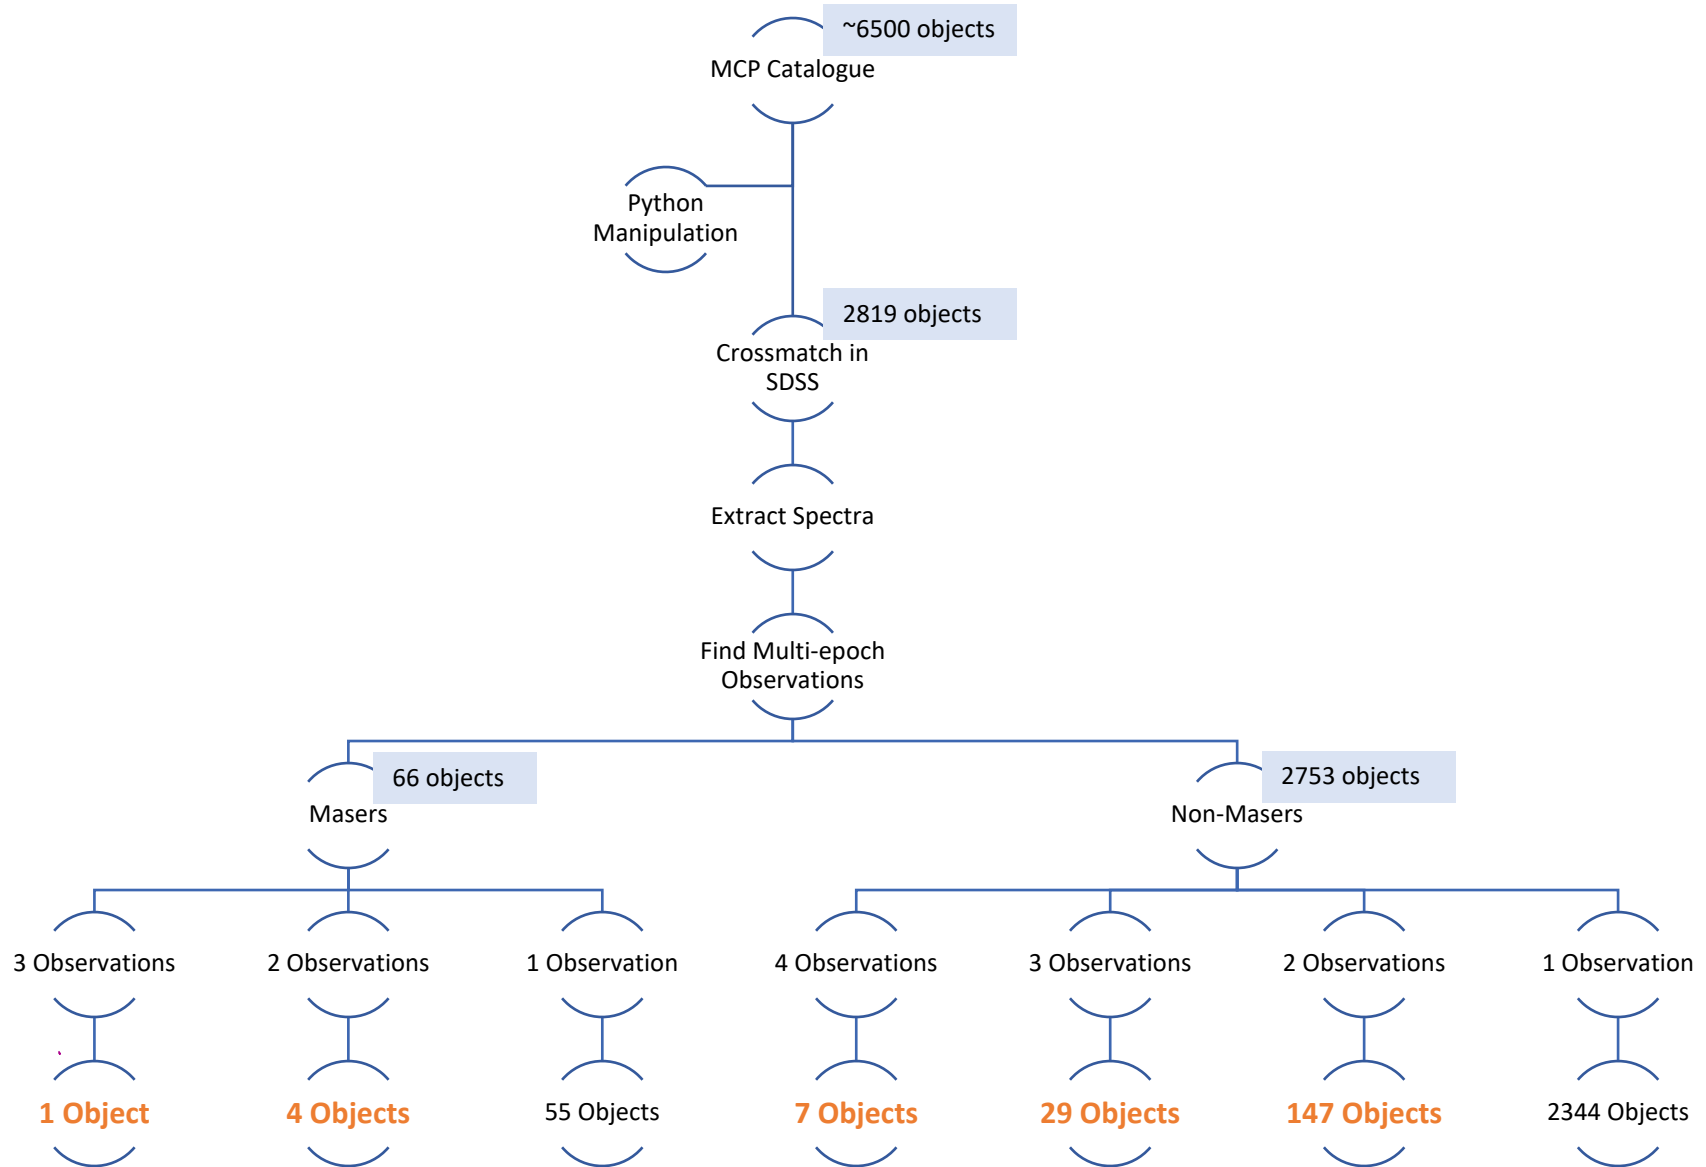 ~6500 objects
MCP Catalogue
Python
Manipulation
2819 objects
Crossmatch in
SDSS
Extract Spectra
Find Multi-epoch
Observations
66 objects
2753 objects
Masers
Non-Masers
3 Observations
2 Observations
1 Observation
4 Observations
3 Observations
2 Observations
1 Observation
1 Object
4 Objects
55 Objects
7 Objects
29 Objects
147 Objects
2344 Objects